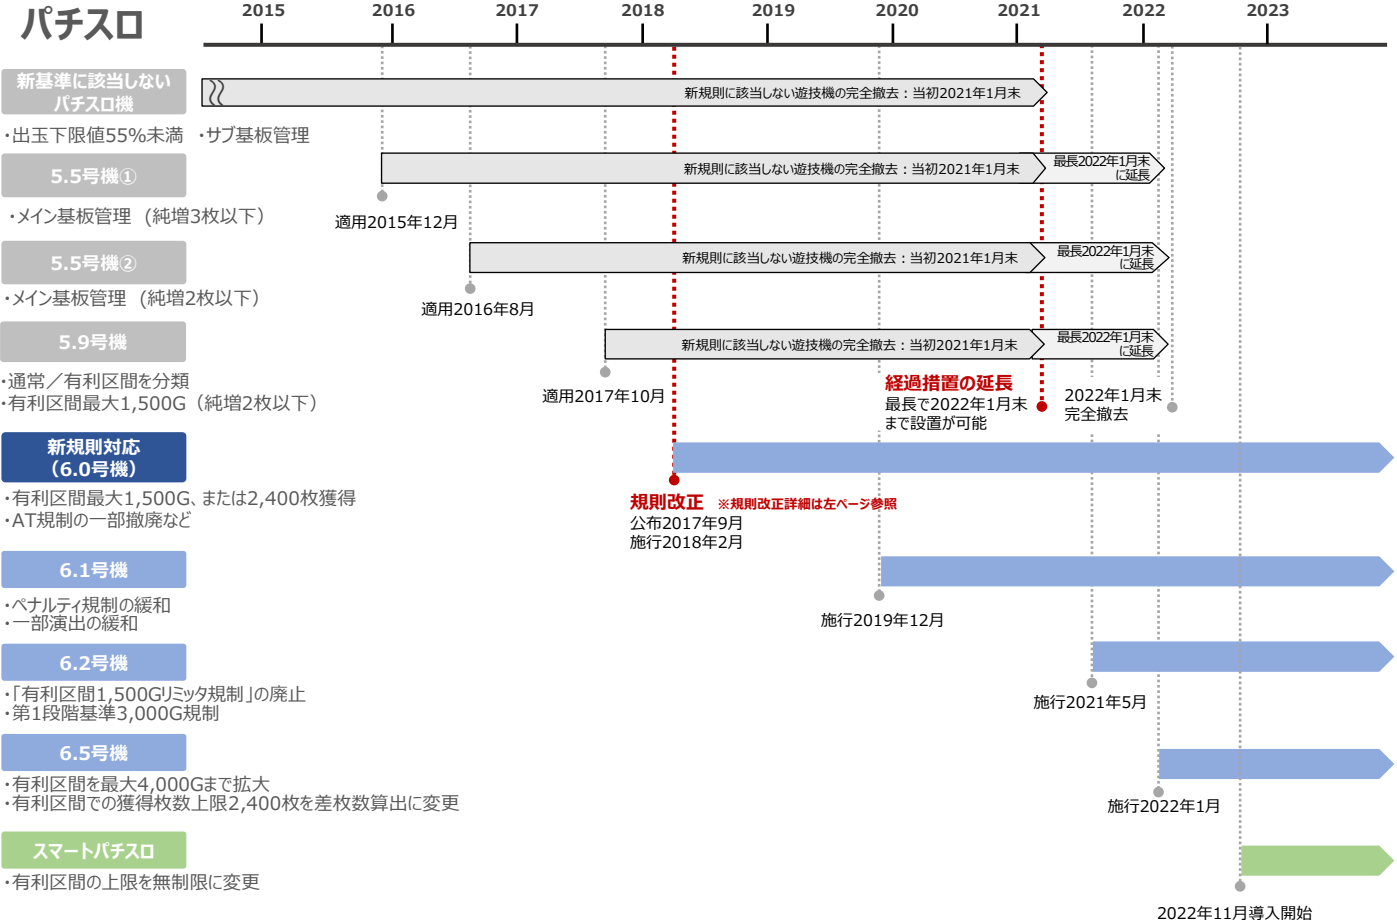 パチスロ
2015 2016 2017 2018 2019 2020 2021 2022 2023
新基準に該当しない
パチスロ機
新規則に該当しない遊技機の完全撤去：当初2021年1月末
・出玉下限値55%未満 ・サブ基板管理
5.5号機①
新規則に該当しない遊技機の完全撤去：当初2021年1月末
最長2022年1月末
に延長
・メイン基板管理 (純増3枚以下)
適用2015年12月
5.5号機②
新規則に該当しない遊技機の完全撤去：当初2021年1月末
最長2022年1月末
に延長
・メイン基板管理 (純増2枚以下)
適用2016年8月
5.9号機
新規則に該当しない遊技機の完全撤去：当初2021年1月末
最長2022年1月末
に延長
・通常／有利区間を分類
・有利区間最大1,500G（純増2枚以下）
適用2017年10月
経過措置の延長
最長で2022年1月末
まで設置が可能
2022年1月末
完全撤去
新規則対応
（6.0号機）
・有利区間最大1,500G、または2,400枚獲得
・AT規制の一部撤廃など
規則改正 ※規則改正詳細は左ページ参照
公布2017年9月
施行2018年2月
6.1号機
・ペナルティ規制の緩和
・一部演出の緩和
施行2019年12月
6.2号機
・「有利区間1,500Gリミッタ規制」の廃止
・第1段階基準3,000G規制
施行2021年5月
6.5号機
・有利区間を最大4,000Gまで拡大
・有利区間での獲得枚数上限2,400枚を差枚数算出に変更
施行2022年1月
スマートパチスロ
・有利区間の上限を無制限に変更
2022年11月導入開始